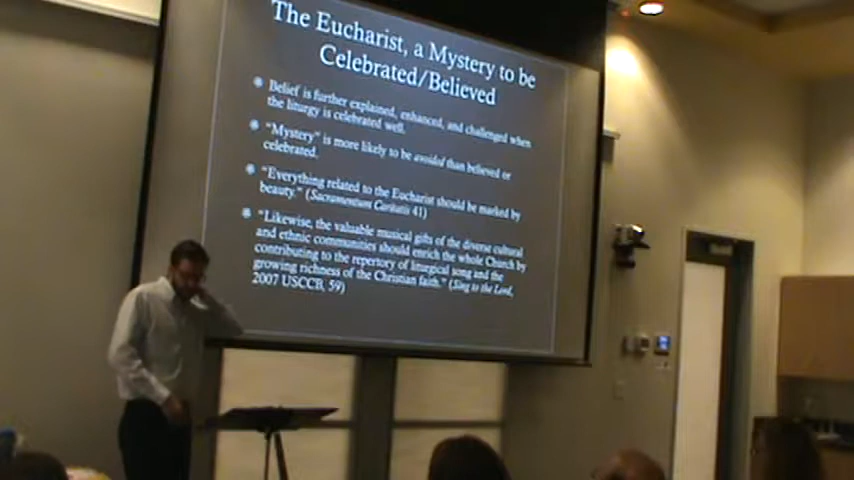 The Eucharist, a Mystery to be
Celebrated/Believed
Belief is further explained, enhanced, and challenged when
the liturgy is celebrated well.
"Mystery" is more likely to be avoided than believed or
celebrated.
"Everything related to the Eucharist should be marked by
beauty." (Sacramentum Caritatis 41)
"Likewise, the valuable musical gifts of the diverse cultural
and ethnic communities should enrich the whole Church by
contributing to the repertory of liturgical song and the
growing richness of the Christian faith." (Sing to the Lord,
2007 USCCB, 59)